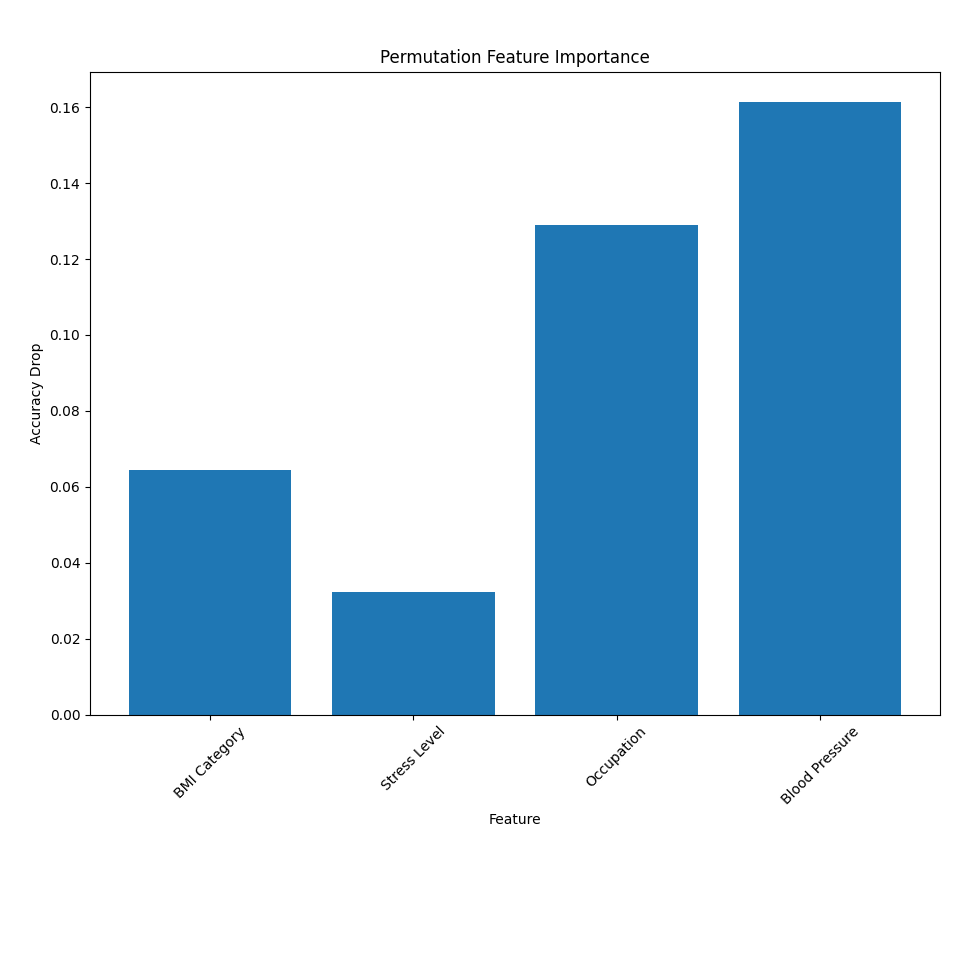 Permutation Feature Importance
Accuracy Drop
0.16
0.14
0.12
0.10
0.08
0.06
0.04
0.02
0.00
BMI Category
Stress Level
Occupation
Blood Pressure
Feature